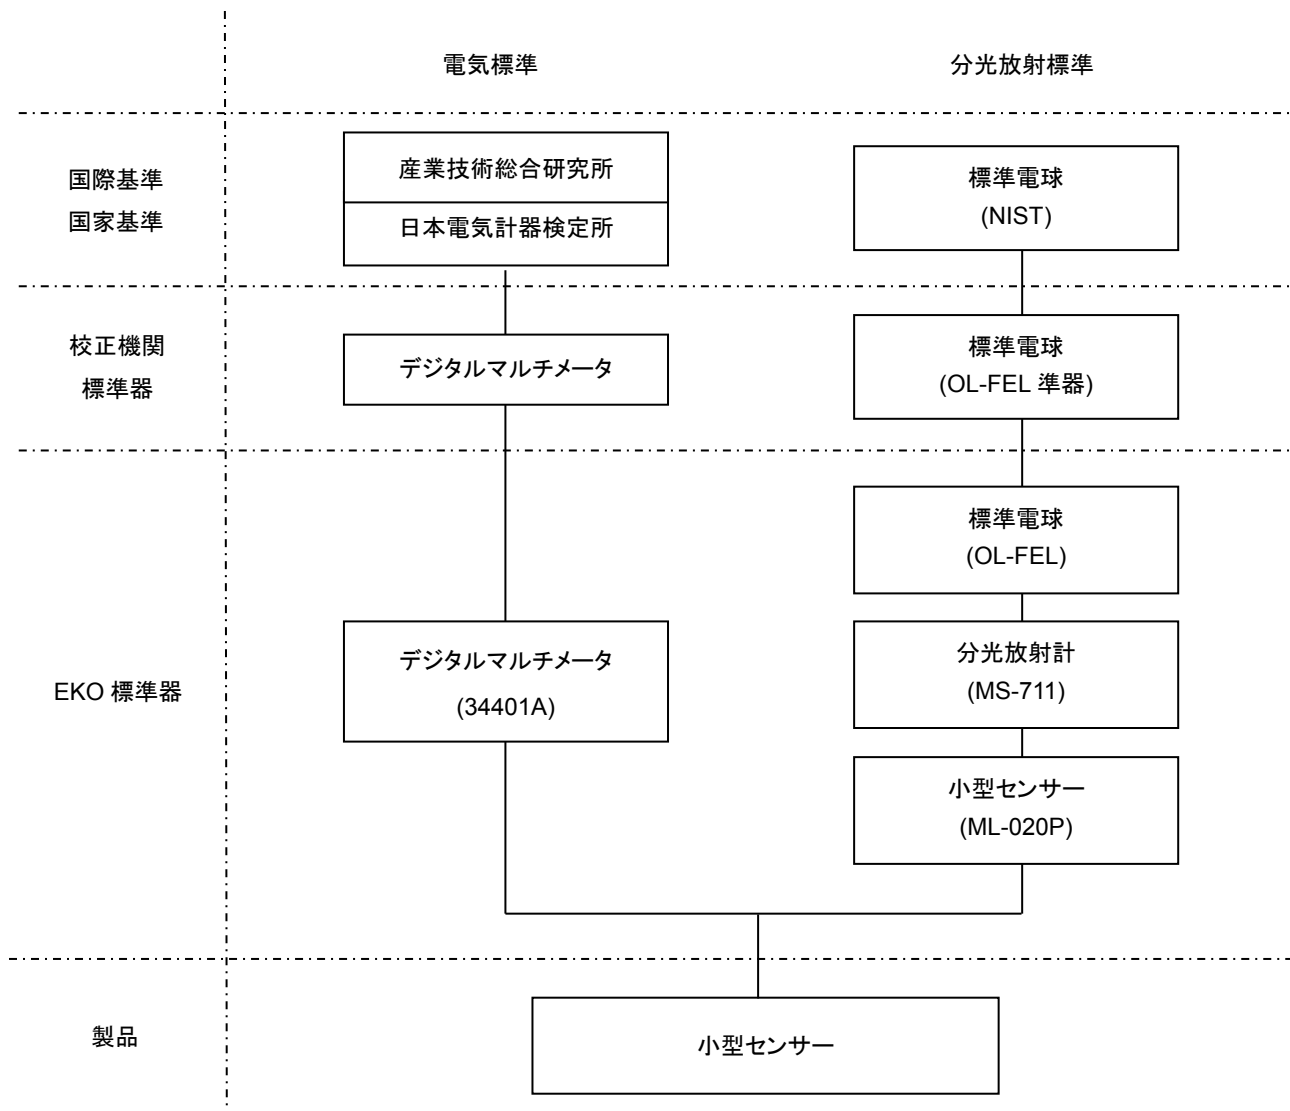 電気標準
分光放射標準
国際基準
国家基準
産業技術総合研究所
日本電気計器検定所
標準電球
(NIST)
校正機関
標準器
デジタルマルチメータ
標準電球
(OL-FEL 準器)
EKO 標準器
デジタルマルチメータ
(34401A)
標準電球
(OL-FEL)
分光放射計
(MS-711)
小型センサー
(ML-020P)
製品
小型センサー